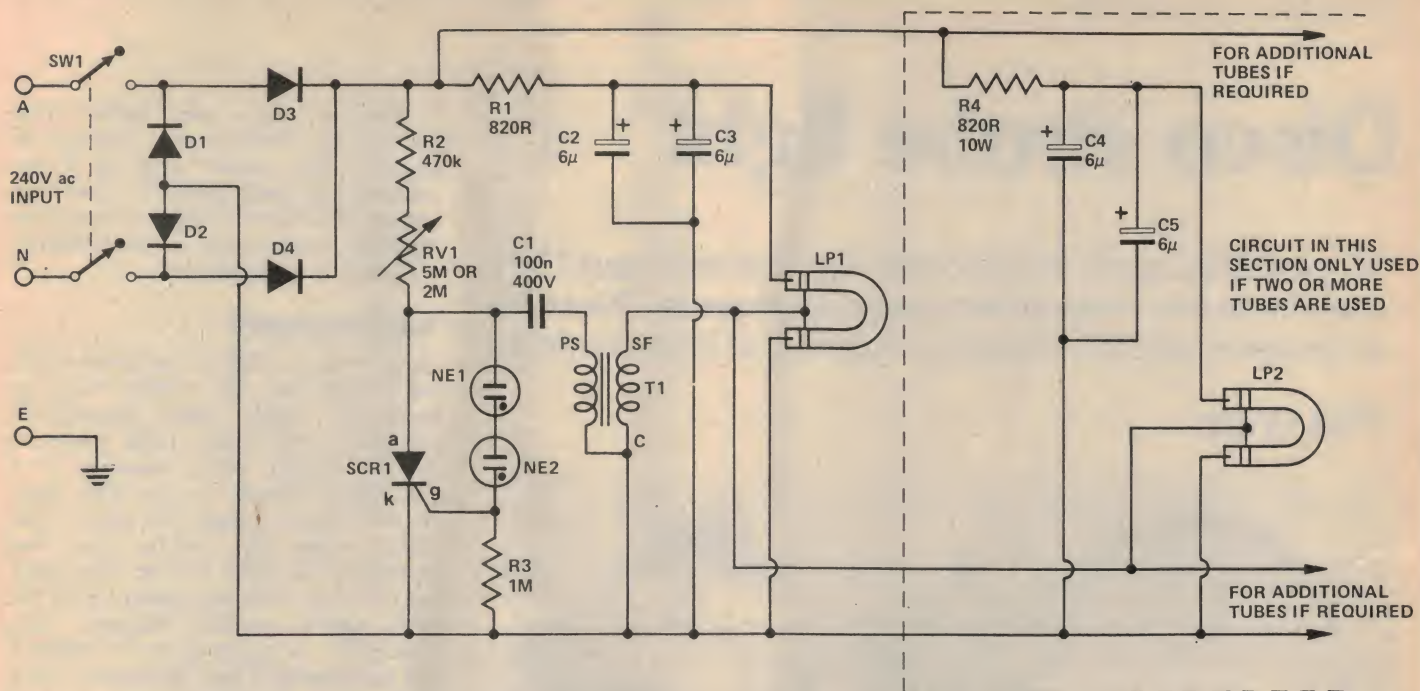 SW1
A
240V ac
INPUT
N
E
D1
D2
D3
D4
R2
470k
RV1
5M OR
2M
R1
820R
C1
100n
400V
C2
6µ
+
C3
6µ
+
NE1
NE2
SCR1
a
g
k
R3
1M
PS
SF
T1
C
LP1
FOR ADDITIONAL
TUBES IF
REQUIRED
R4
820R
10W
C4
6µ
+
C5
6µ
+
CIRCUIT IN THIS
SECTION ONLY USED
IF TWO OR MORE
TUBES ARE USED
LP2
FOR ADDITIONAL
TUBES IF REQUIRED